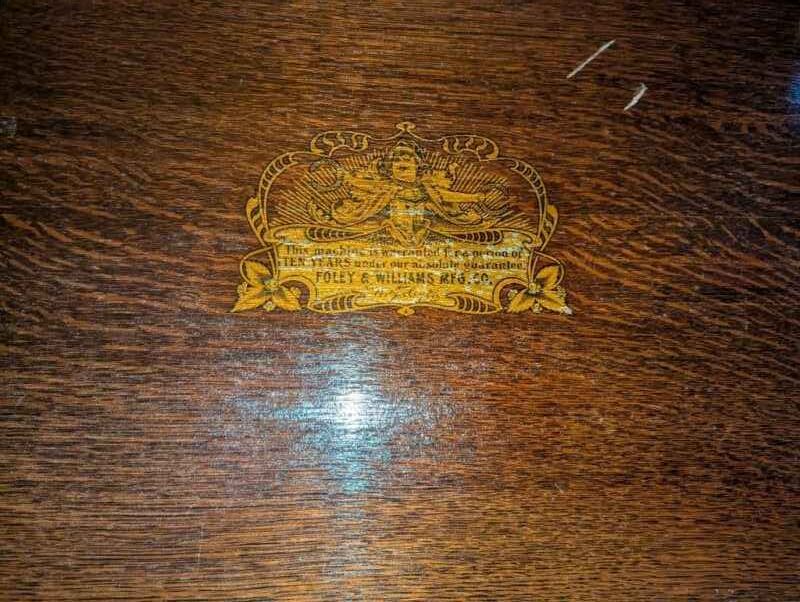 This machine is warranted for a period of
TEN YEARS under our absolute guarantee.
FOLEY & WILLIAMS MFG. CO.